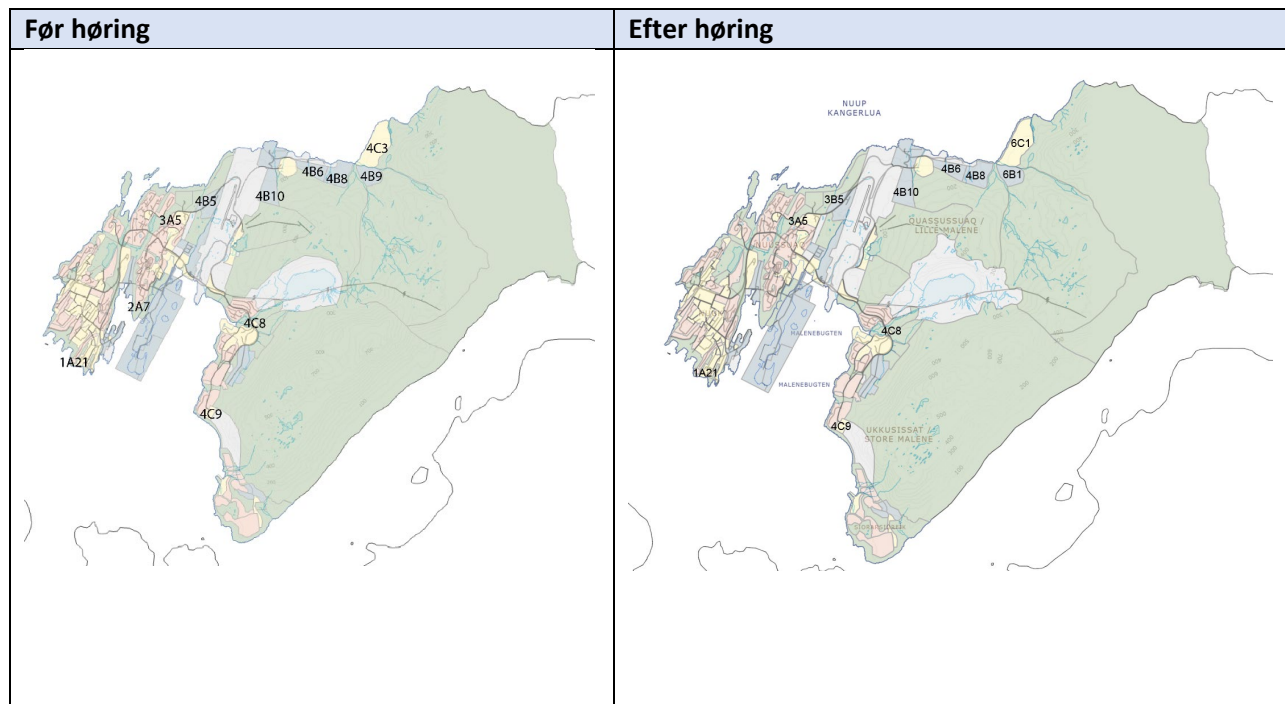 Før høring
Efter høring
4C3
4B6
4B8
4B9
4B5
4B10
3A5
2A7
4C8
1A21
4C9
NUUP
KANGERLUA
6C1
4B6
4B8
6B1
3B5
4B10
3A5
QUASSUSSUAQ /
LILLE MALENE
4C8
MALENEBUGTEN
1A21
MALENEBUGTEN
4C9
UKKUSISSAT /
STORE MALENE